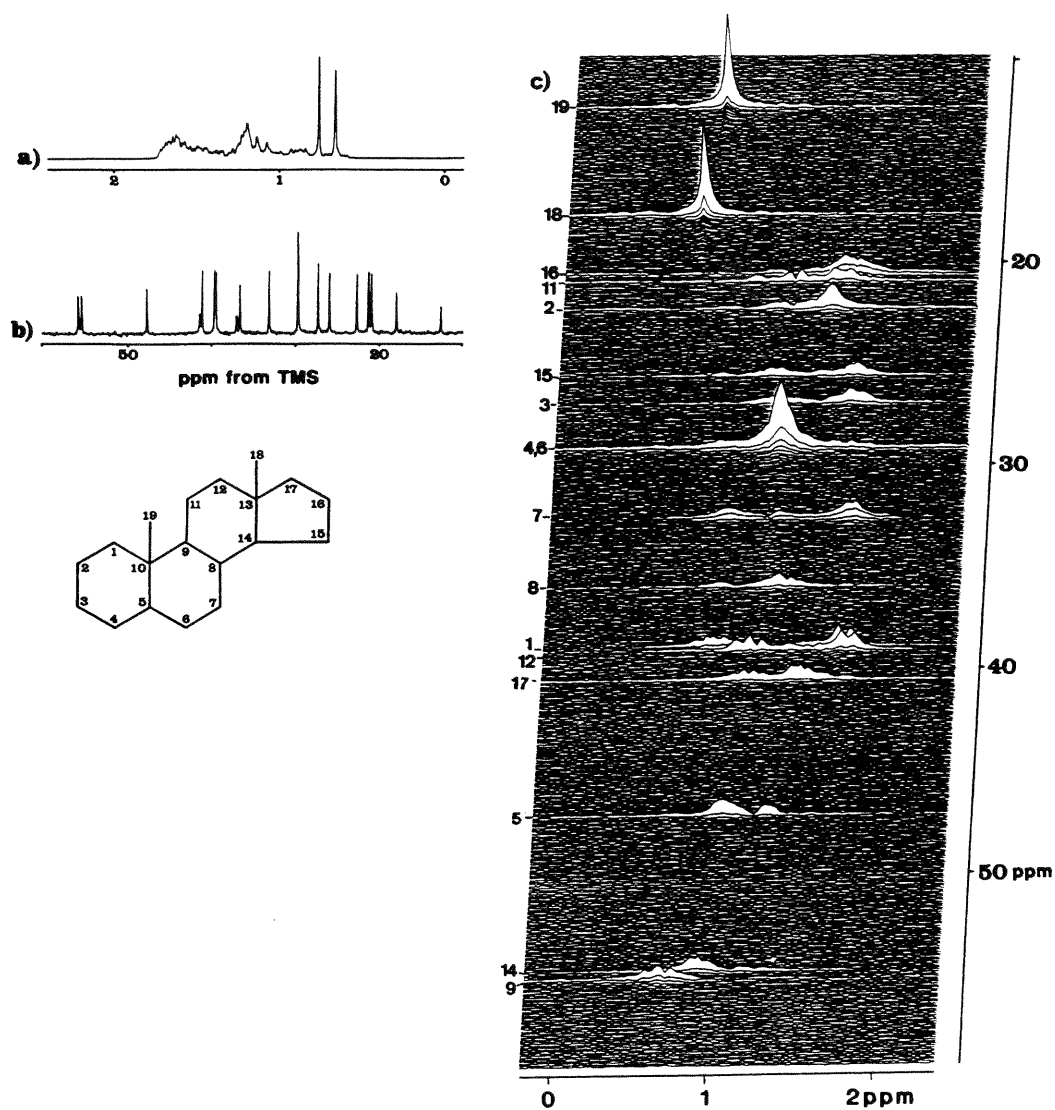 a)
2 1 0
b)
50 20
ppm from TMS
18
12 17
11 13 16
19
14 15
1 9
2 10 8
3 5 7
4 6
c)
19-
18-
16-
11
2-
15-
3-
4,6-
7-
8-
1-
12-
17-
5-
14-
9-
20
30
40
50 ppm
0 1 2ppm